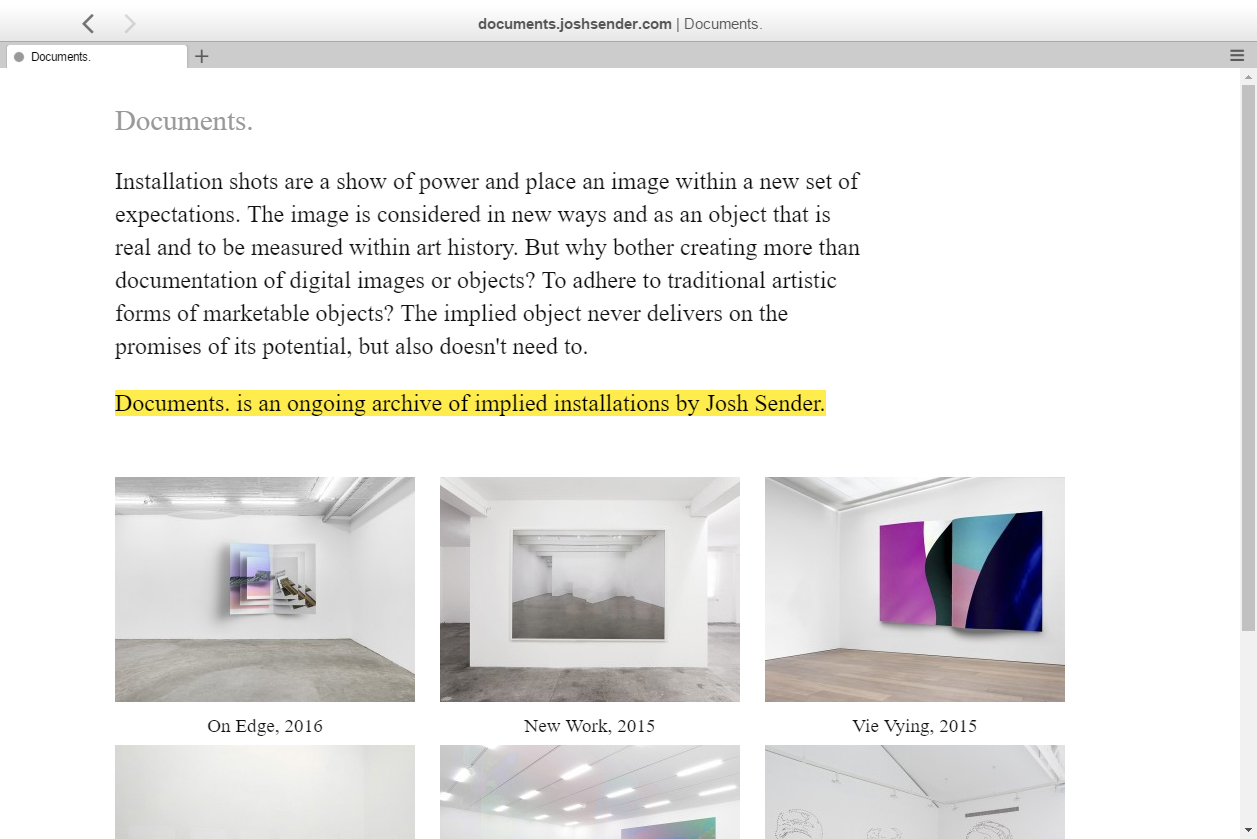 documents.joshsender.com | Documents.
Documents.
Documents.
Installation shots are a show of power and place an image within a new set of
expectations. The image is considered in new ways and as an object that is
real and to be measured within art history. But why bother creating more than
documentation of digital images or objects? To adhere to traditional artistic
forms of marketable objects? The implied object never delivers on the
promises of its potential, but also doesn't need to.
Documents. is an ongoing archive of implied installations by Josh Sender.
On Edge, 2016
New Work, 2015
Vie Vying, 2015